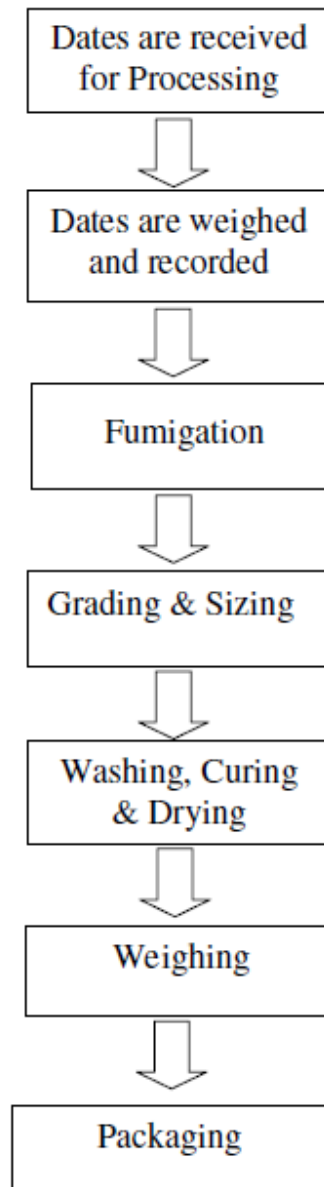 Dates are received
for Processing
Dates are weighed
and recorded
Fumigation
Grading & Sizing
Washing, Curing
& Drying
Weighing
Packaging